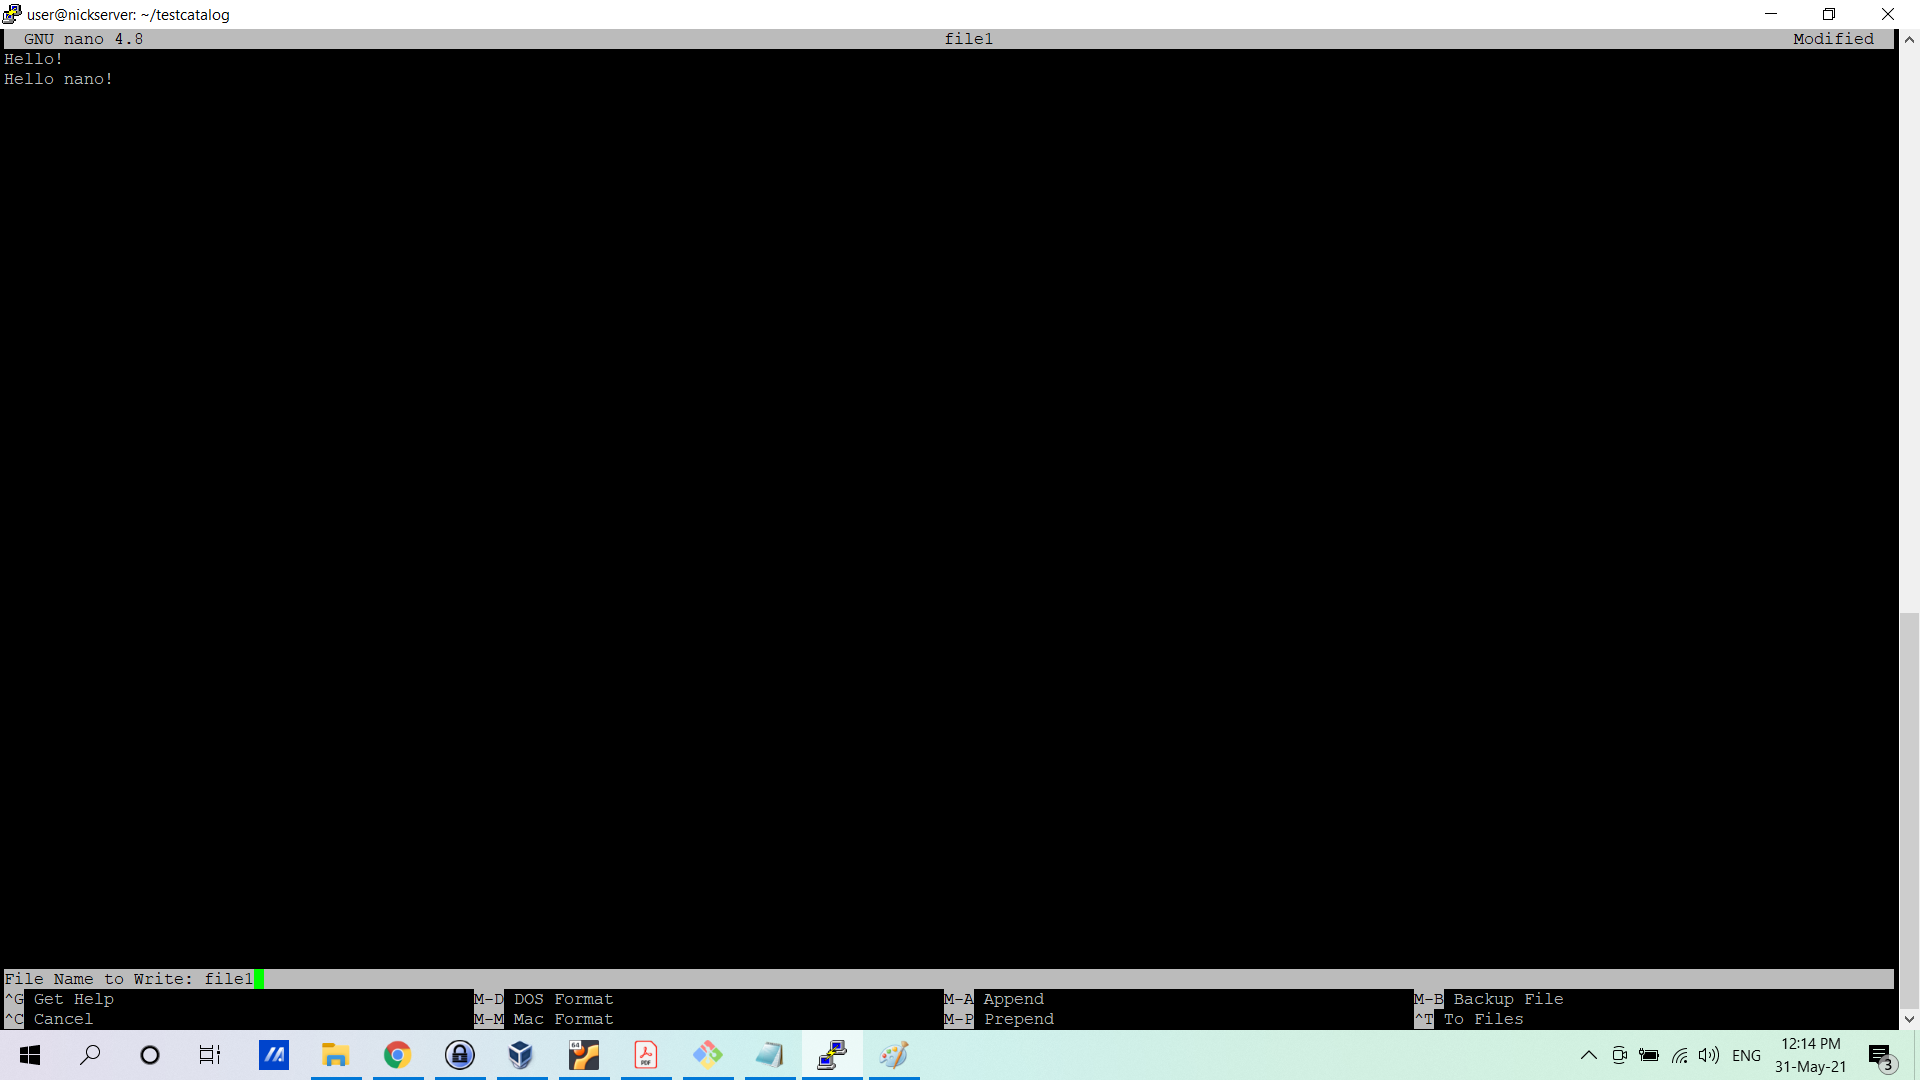 user@nickserver: ~/testcatalog
GNU nano 4.8 file1 Modified
Hello!
Hello nano!
File Name to Write: file1
^G Get Help M-D DOS Format M-A Append M-B Backup File
^C Cancel M-M Mac Format M-P Prepend ^T To Files
64
PDF
ENG
12:14 PM
31-May-21
3